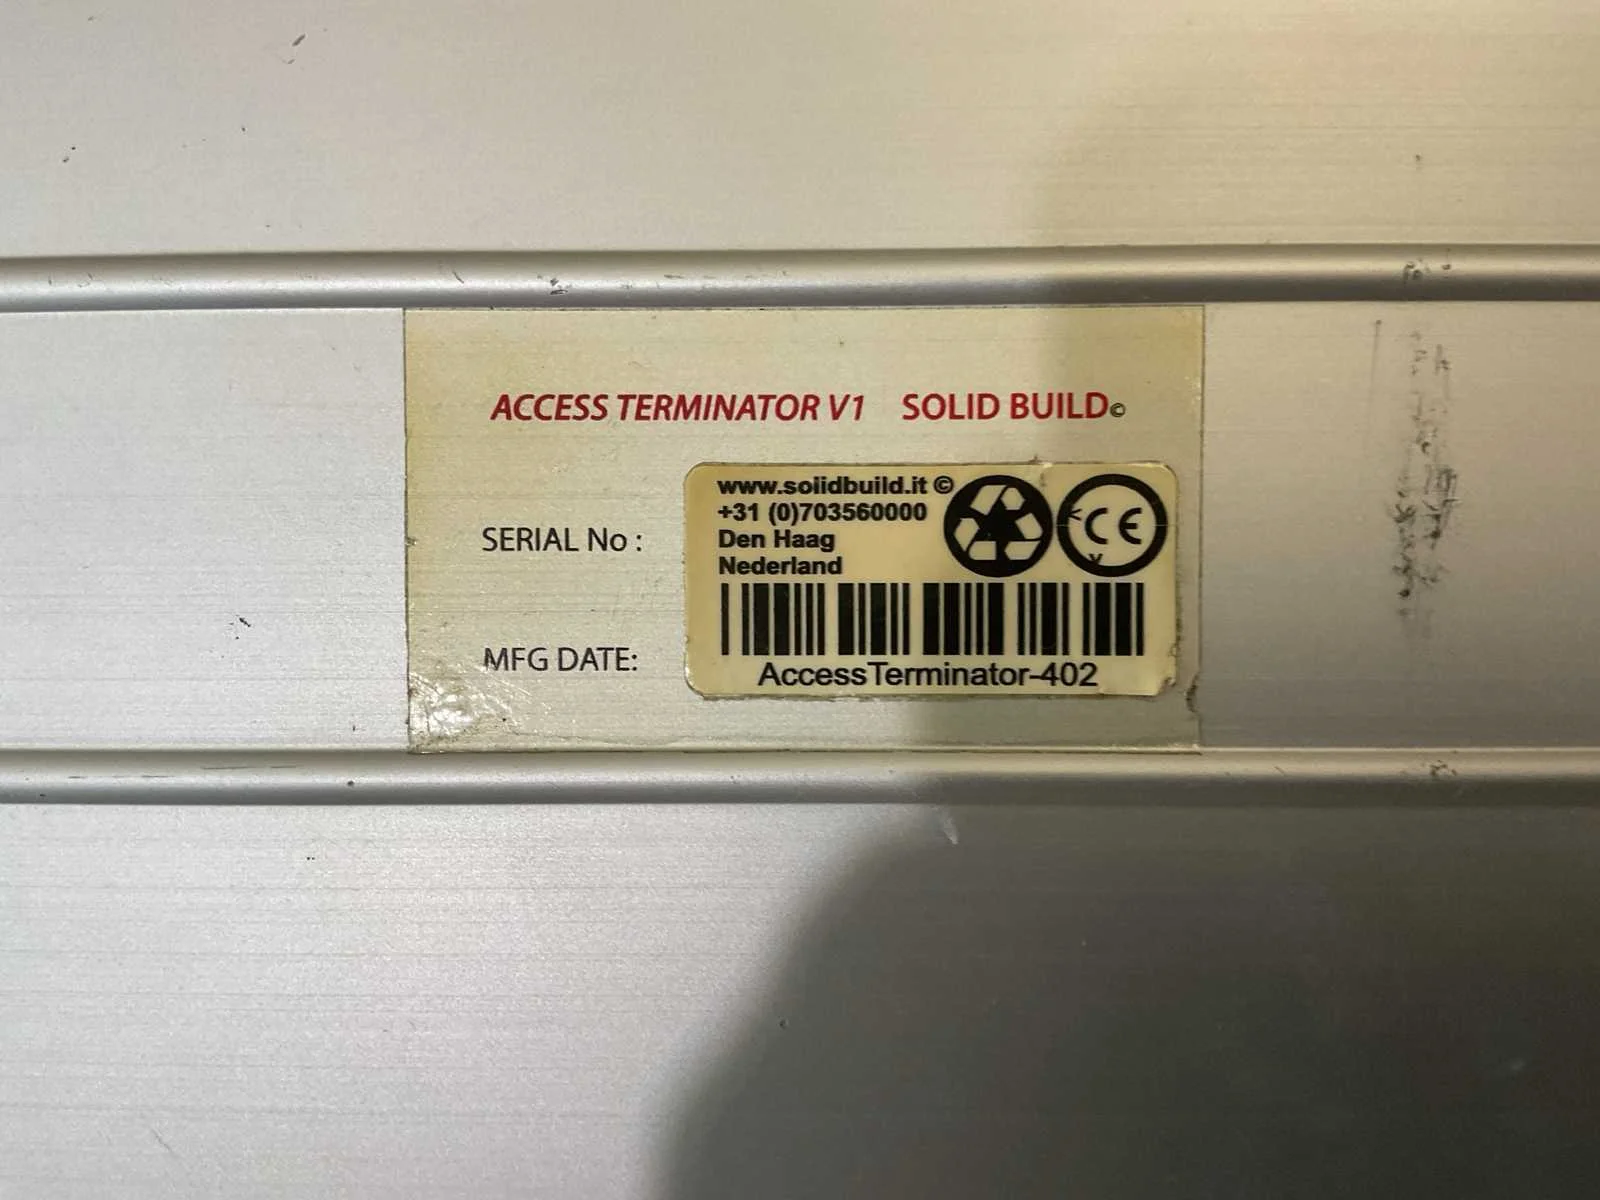 ACCESS TERMINATOR V1 SOLID BUILD©
www.solidbuild.it ©
+31 (0)703560000
Den Haag
Nederland
CE
SERIAL No :
MFG DATE:
AccessTerminator-402